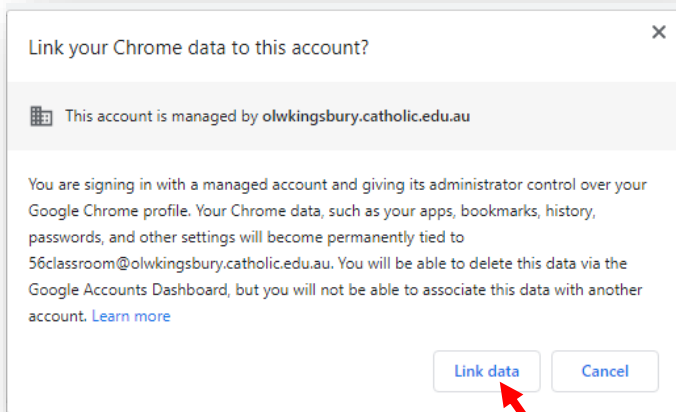 Link your Chrome data to this account?
This account is managed by olwkingsbury.catholic.edu.au
You are signing in with a managed account and giving its administrator control over your
Google Chrome profile. Your Chrome data, such as your apps, bookmarks, history,
passwords, and other settings will become permanently tied to
56classroom@olwkingsbury.catholic.edu.au. You will be able to delete this data via the
Google Accounts Dashboard, but you will not be able to associate this data with another
account. Learn more
Link data Cancel